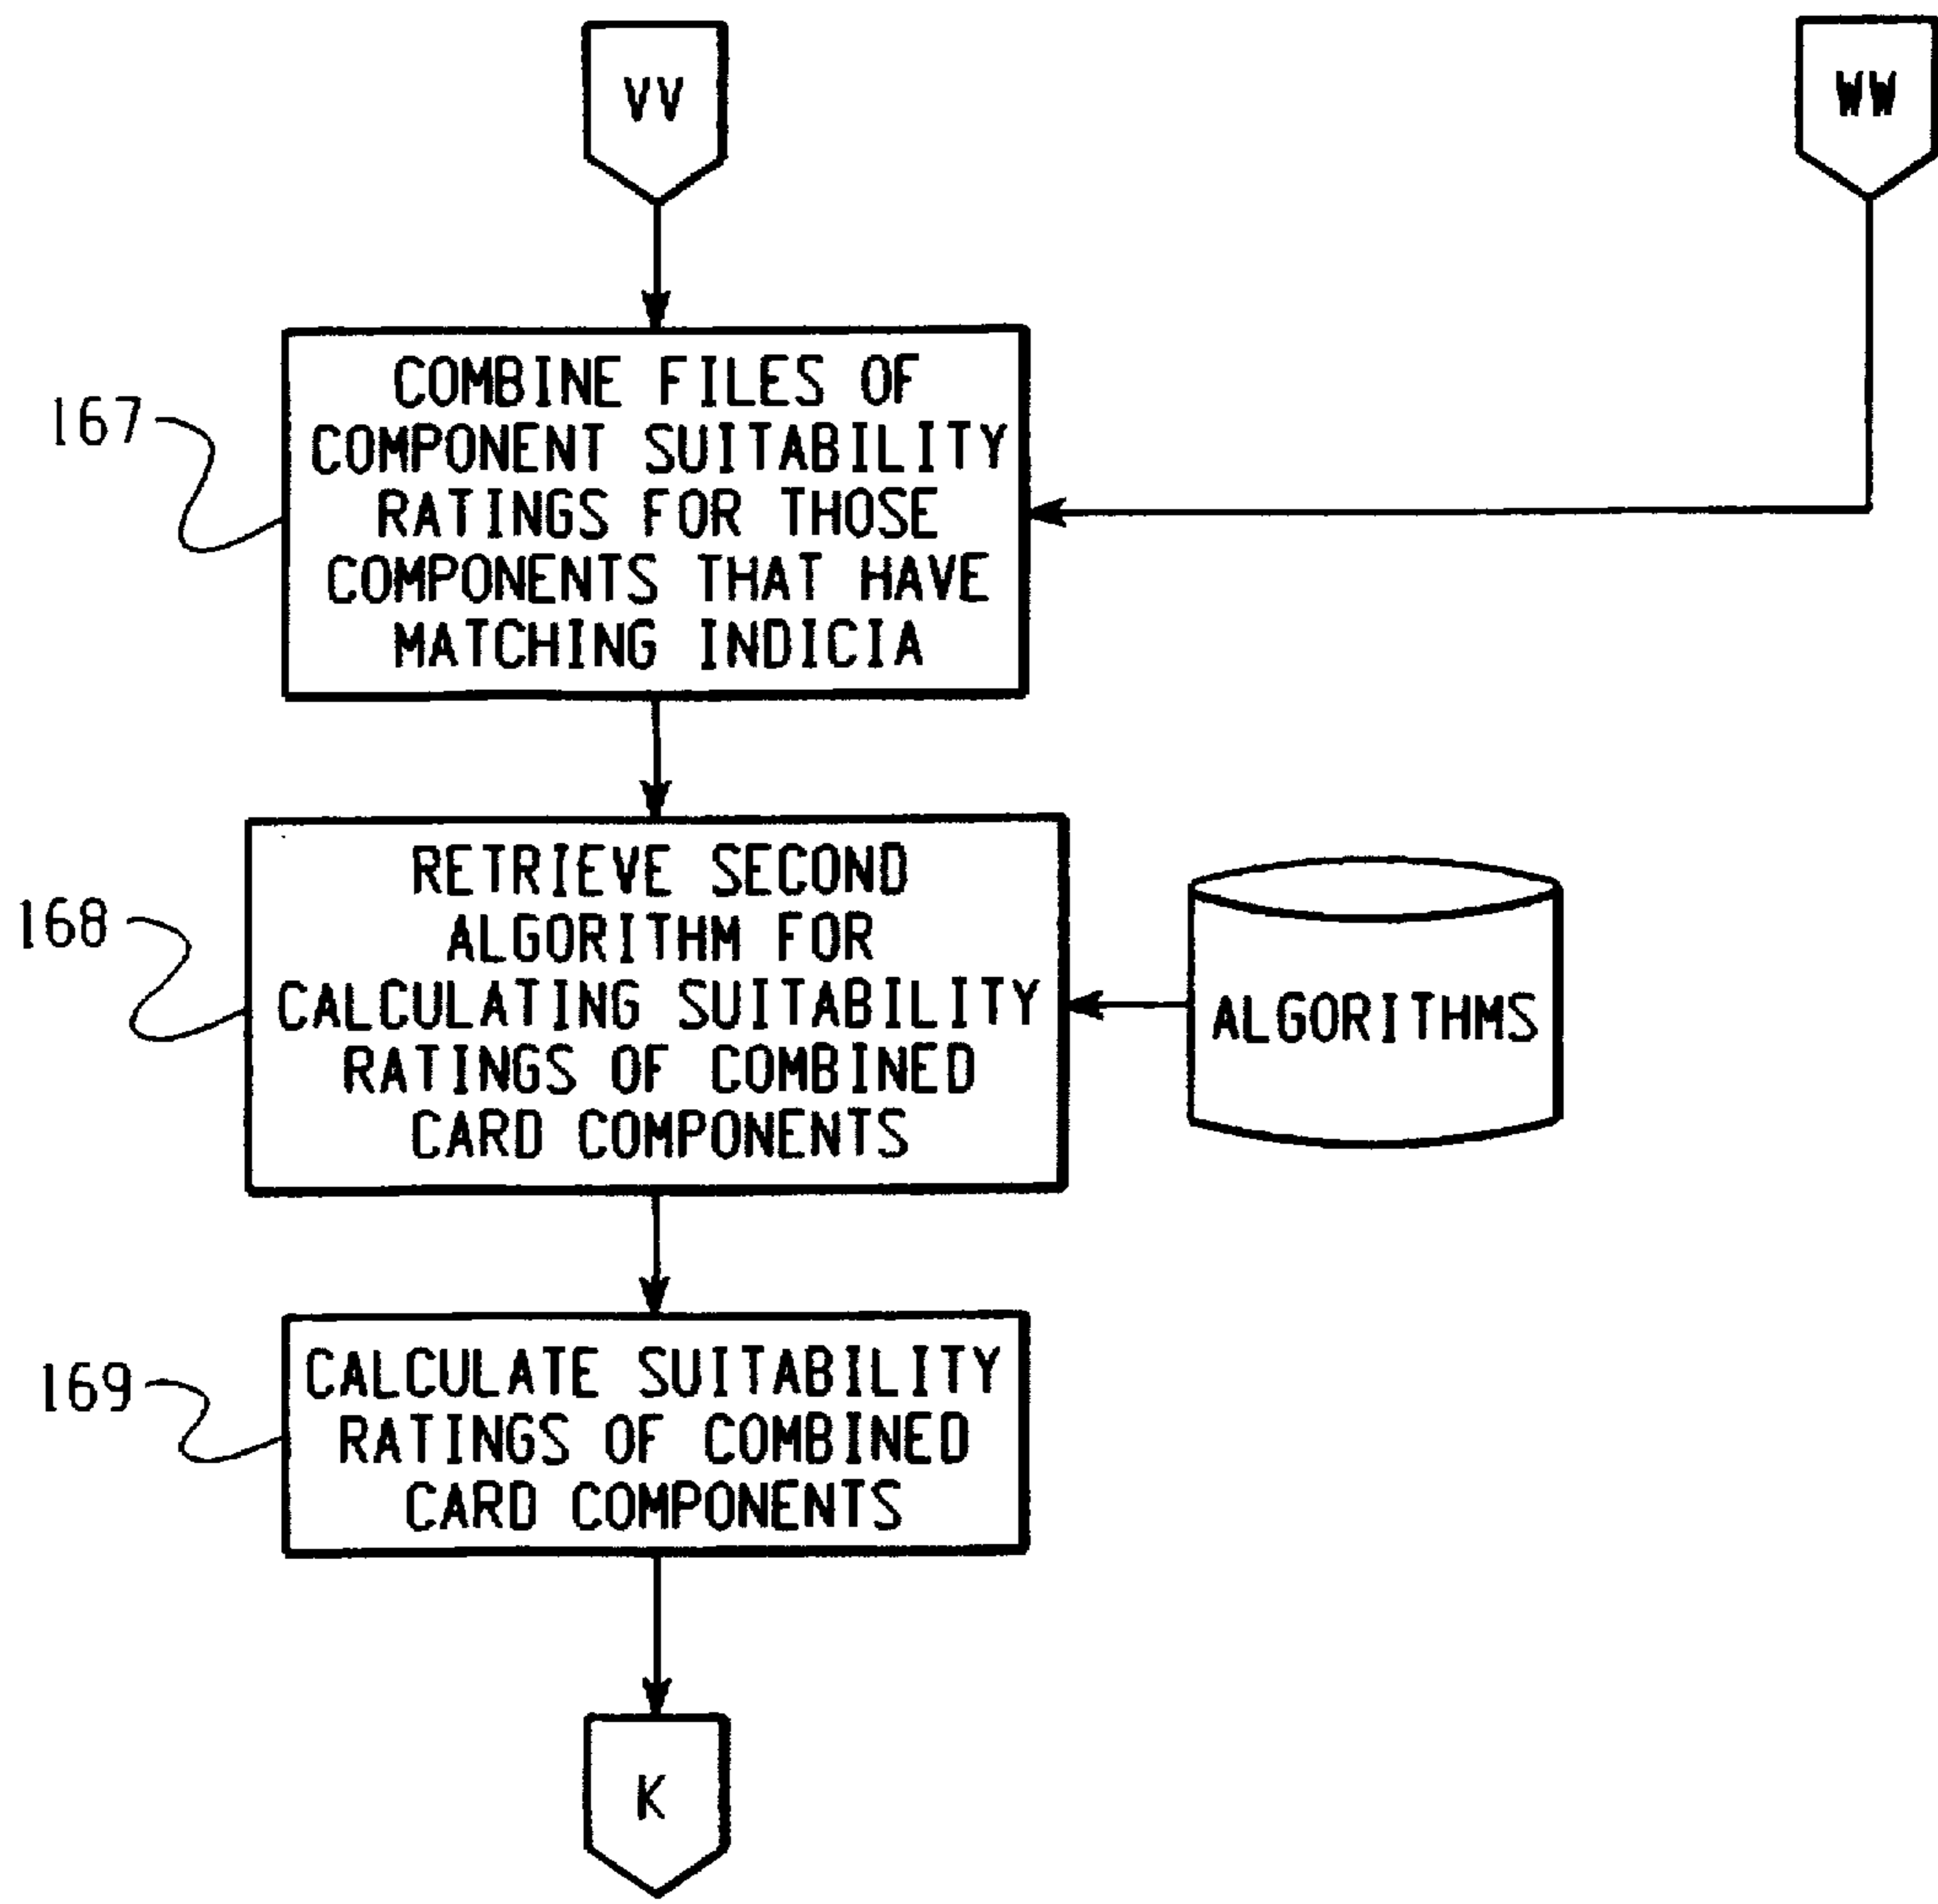 VV
WW
167
COMBINE FILES OF
COMPONENT SUITABILITY
RATINGS FOR THOSE
COMPONENTS THAT HAVE
MATCHING INDICIA
168
RETRIEVE SECOND
ALGORITHM FOR
CALCULATING SUITABILITY
RATINGS OF COMBINED
CARD COMPONENTS
ALGORITHMS
169
CALCULATE SUITABILITY
RATINGS OF COMBINED
CARD COMPONENTS
K